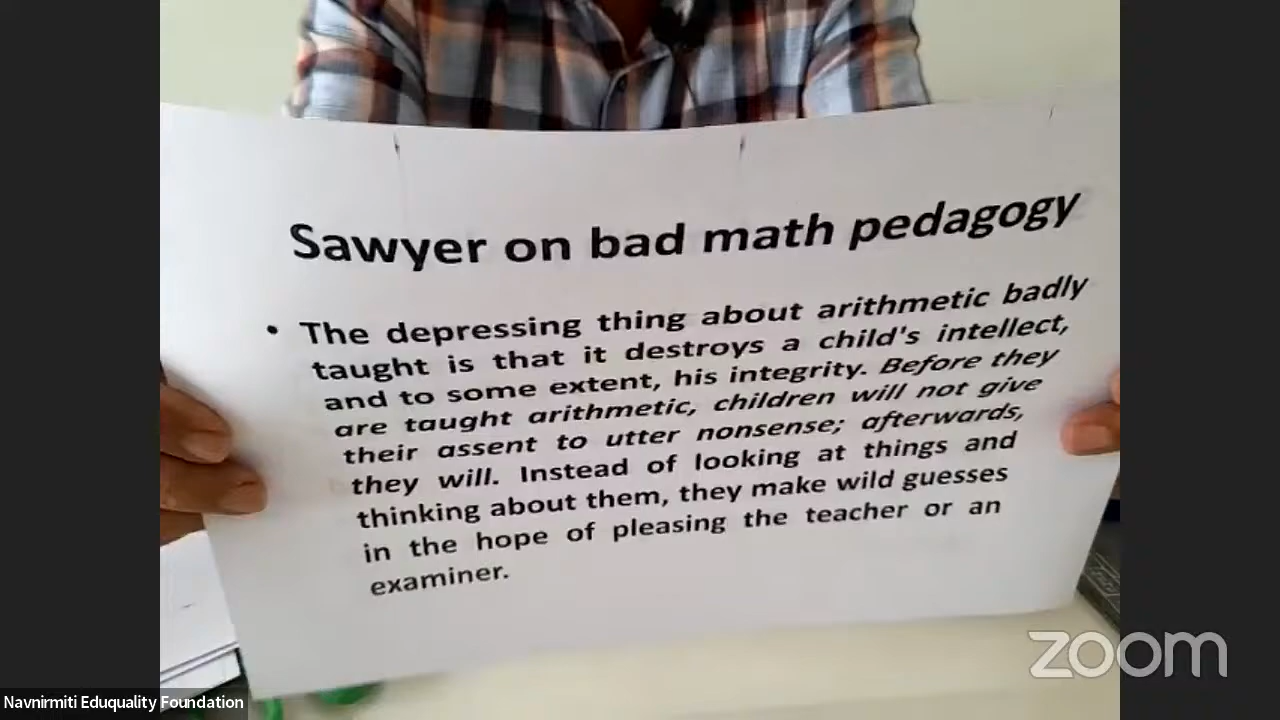 Sawyer on bad math pedagogy
• The depressing thing about arithmetic badly
taught is that it destroys a child's intellect,
and to some extent, his integrity. Before they
are taught arithmetic, children will not give
their assent to utter nonsense; afterwards,
they will. Instead of looking at things and
thinking about them, they make wild guesses
in the hope of pleasing the teacher or an
examiner.
zoom
Navnirmiti Eduquality Foundation